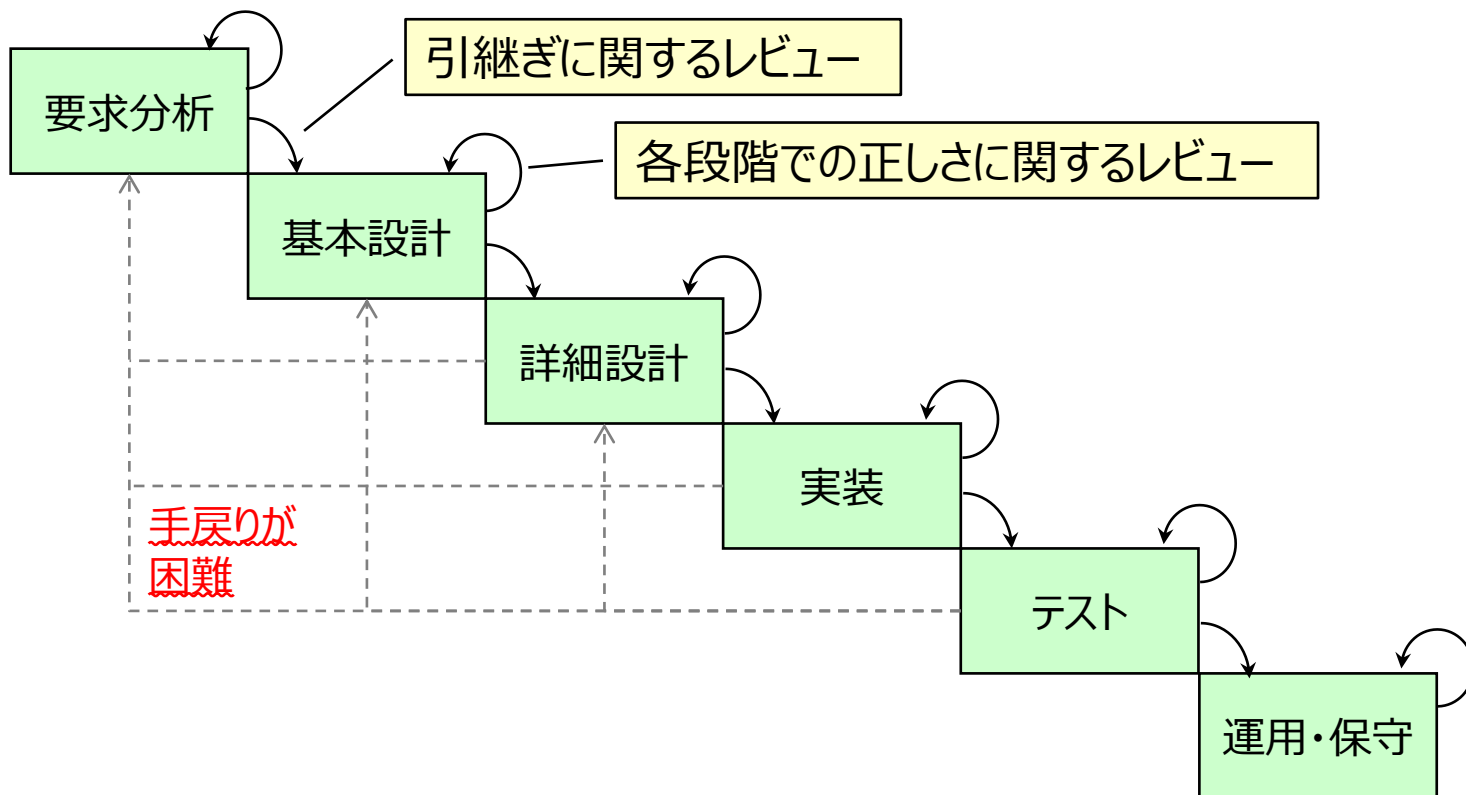 引継ぎに関するレビュー
要求分析
各段階での正しさに関するレビュー
基本設計
詳細設計
実装
手戻りが
困難
テスト
運用・保守